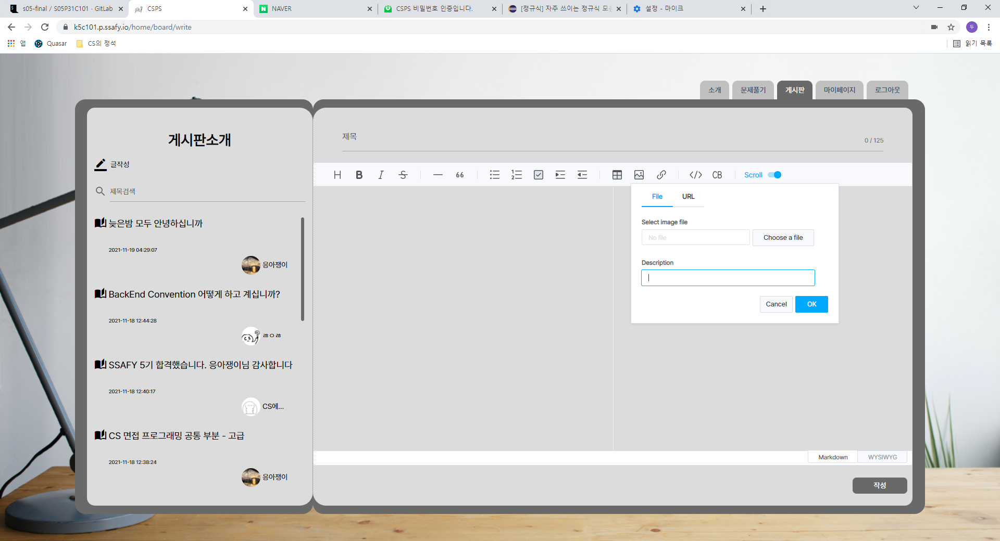 s05-final / S05P31C101 · GitLab
CSPS
NAVER
CSPS 비밀번호 인증입니다.
[정규식] 자주 쓰이는 정규식 모음
설정 - 마이크
k5c101.p.ssafy.io/home/board/write
두
앱
Quasar
CS의 정석
읽기 목록
소개
문제풀기
게시판
마이페이지
로그아웃
게시판소개
글작성
제목검색
늦은밤 모두 안녕하십니까
2021-11-19 04:29:07
응아쟁이
BackEnd Convention 어떻게 하고 계십니까?
2021-11-18 12:44:28
SSAFY 5기 합격했습니다. 응아쟁이님 감사합니다
2021-11-18 12:40:17
CS에...
CS 면접 프로그래밍 공통 부분 - 고급
2021-11-18 12:38:24
응아쟁이
제목
0 / 125
CB
Scroll
File
URL
Select image file
No file
Choose a file
Description
Cancel
OK
Markdown
WYSIWYG
작성